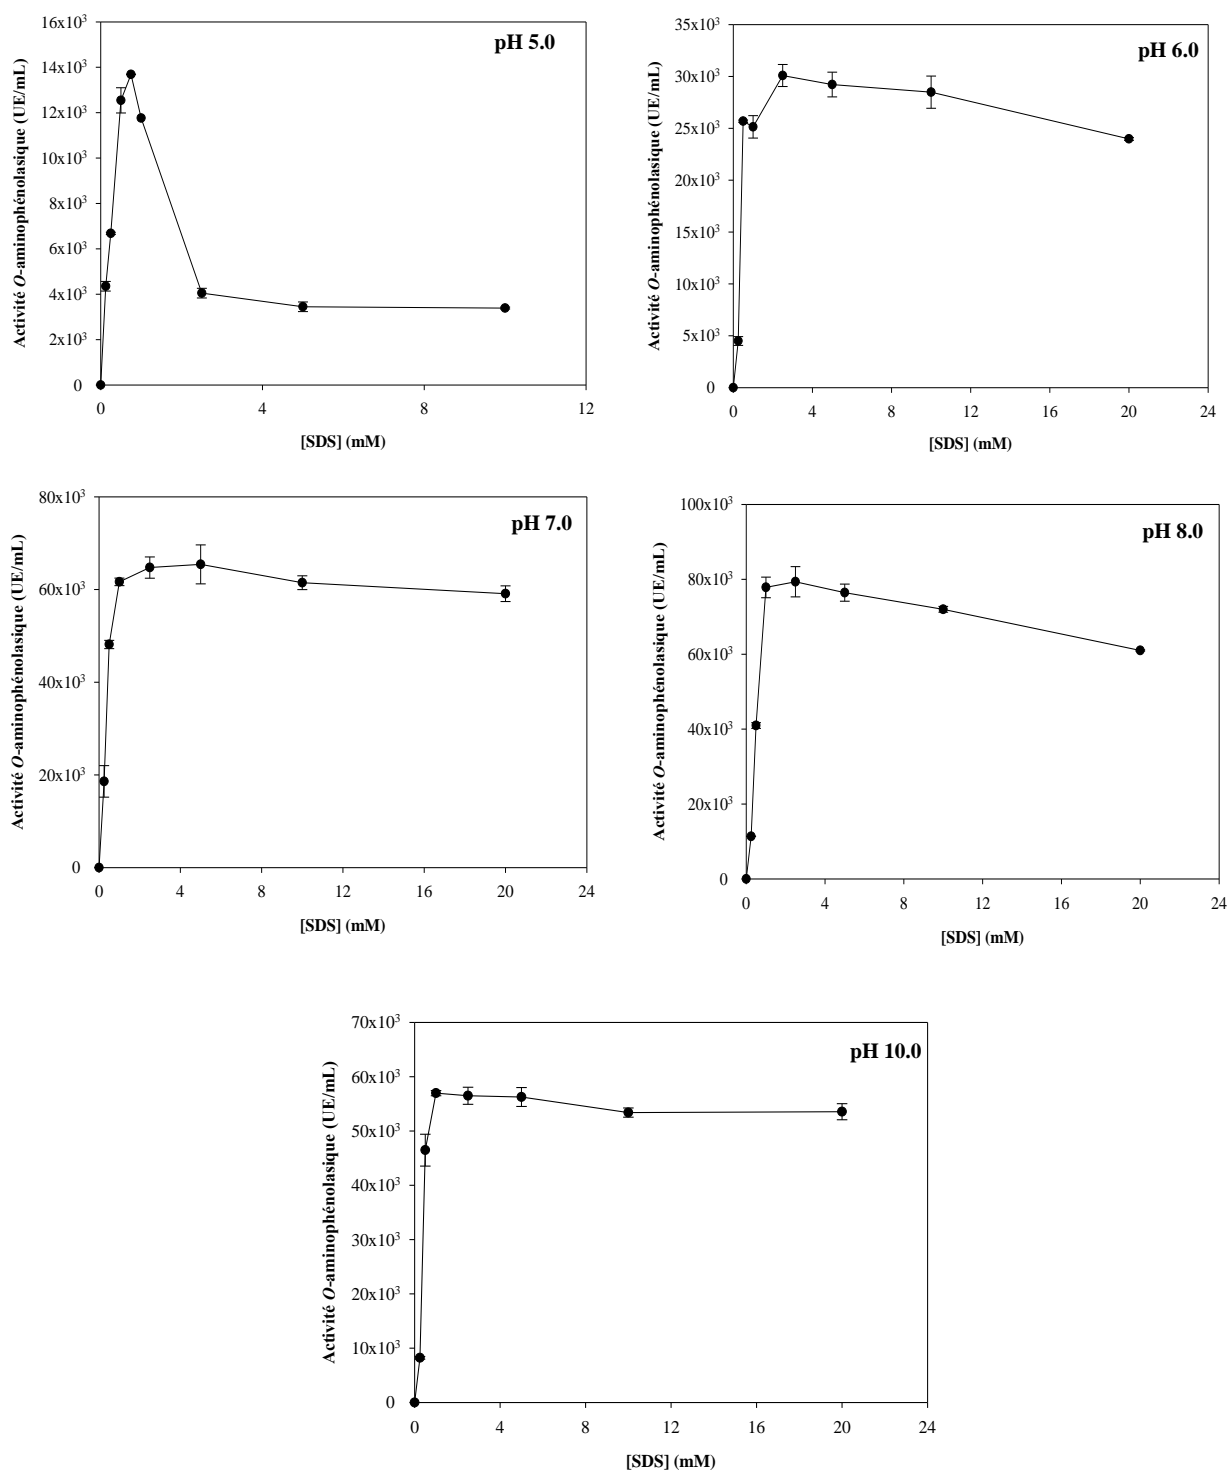 pH 5.0
Activité O-aminophénolasique (UE/mL)
16x10³
14x10³
12x10³
10x10³
8x10³
6x10³
4x10³
2x10³
0
0 4 8 12
[SDS] (mM)
pH 6.0
Activité O-aminophénolasique (UE/mL)
35x10³
30x10³
25x10³
20x10³
15x10³
10x10³
5x10³
0
0 4 8 12 16 20 24
[SDS] (mM)
pH 7.0
Activité O-aminophénolasique (UE/mL)
80x10³
60x10³
40x10³
20x10³
0
0 4 8 12 16 20 24
[SDS] (mM)
pH 8.0
Activité O-aminophénolasique (UE/mL)
100x10³
80x10³
60x10³
40x10³
20x10³
0
0 4 8 12 16 20 24
[SDS] (mM)
pH 10.0
Activité O-aminophénolasique (UE/mL)
70x10³
60x10³
50x10³
40x10³
30x10³
20x10³
10x10³
0
0 4 8 12 16 20 24
[SDS] (mM)